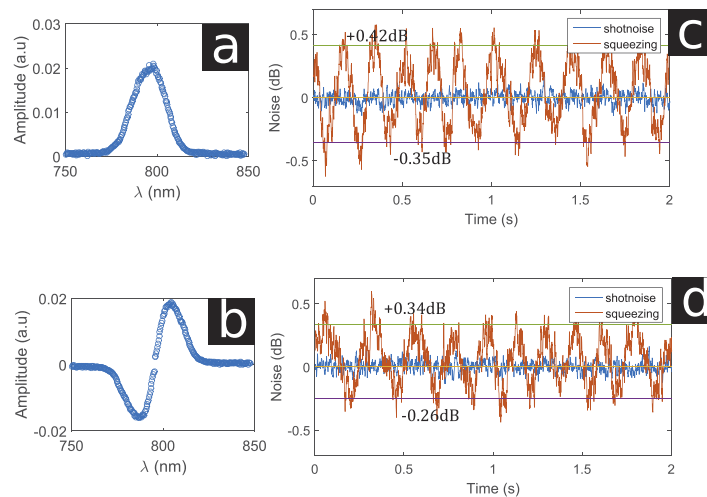 a
0.03
0.02
0.01
0
750
800
850
Amplitude (a.u)
λ (nm)
c
+0.42dB
-0.35dB
shotnoise
squeezing
0.5
0
-0.5
0
0.5
1
1.5
2
Noise (dB)
Time (s)
b
0.02
0
-0.02
750
800
850
Amplitude (a.u)
λ (nm)
d
+0.34dB
-0.26dB
shotnoise
squeezing
0.5
0
-0.5
0
0.5
1
1.5
2
Noise (dB)
Time (s)